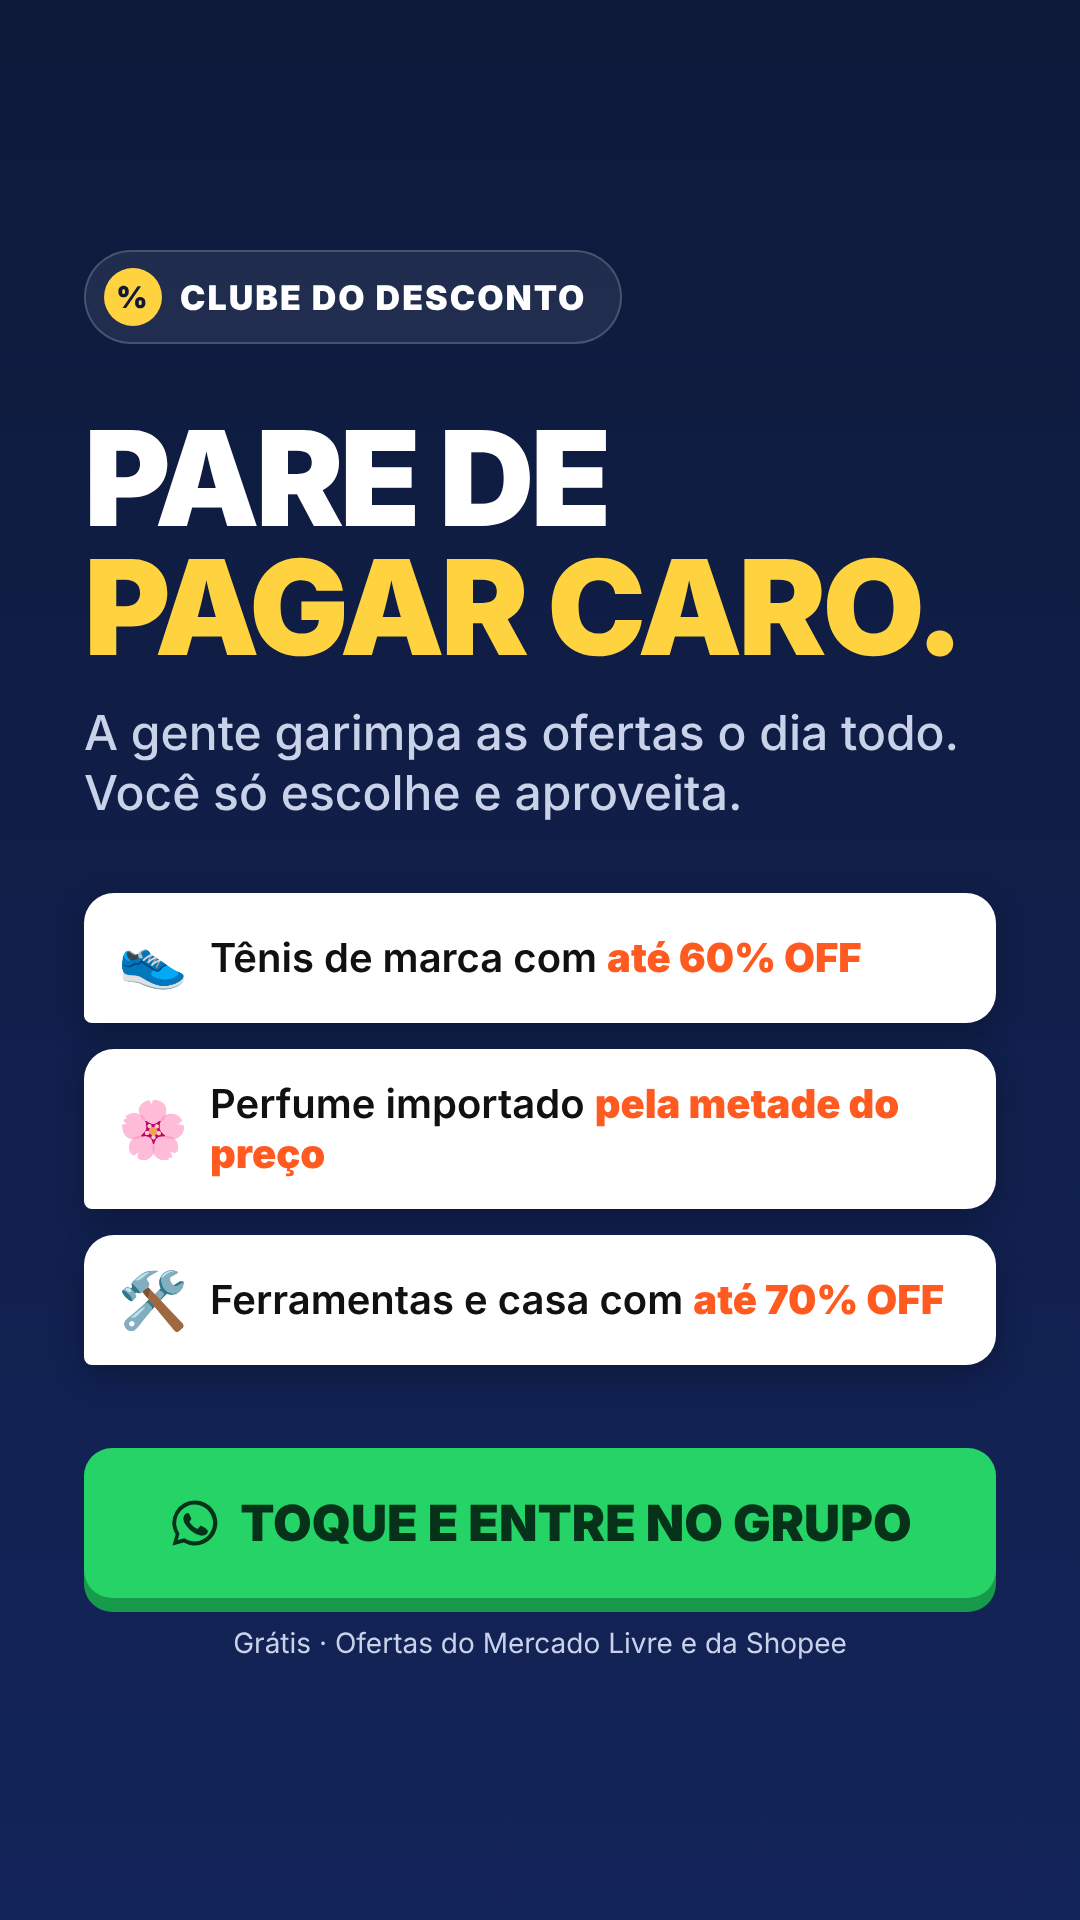 % CLUBE DO DESCONTO
PARE DE
PAGAR CARO.
A gente garimpa as ofertas o dia todo.
Você só escolhe e aproveita.
Tênis de marca com até 60% OFF
Perfume importado pela metade do
preço
Ferramentas e casa com até 70% OFF
TOQUE E ENTRE NO GRUPO
Grátis · Ofertas do Mercado Livre e da Shopee